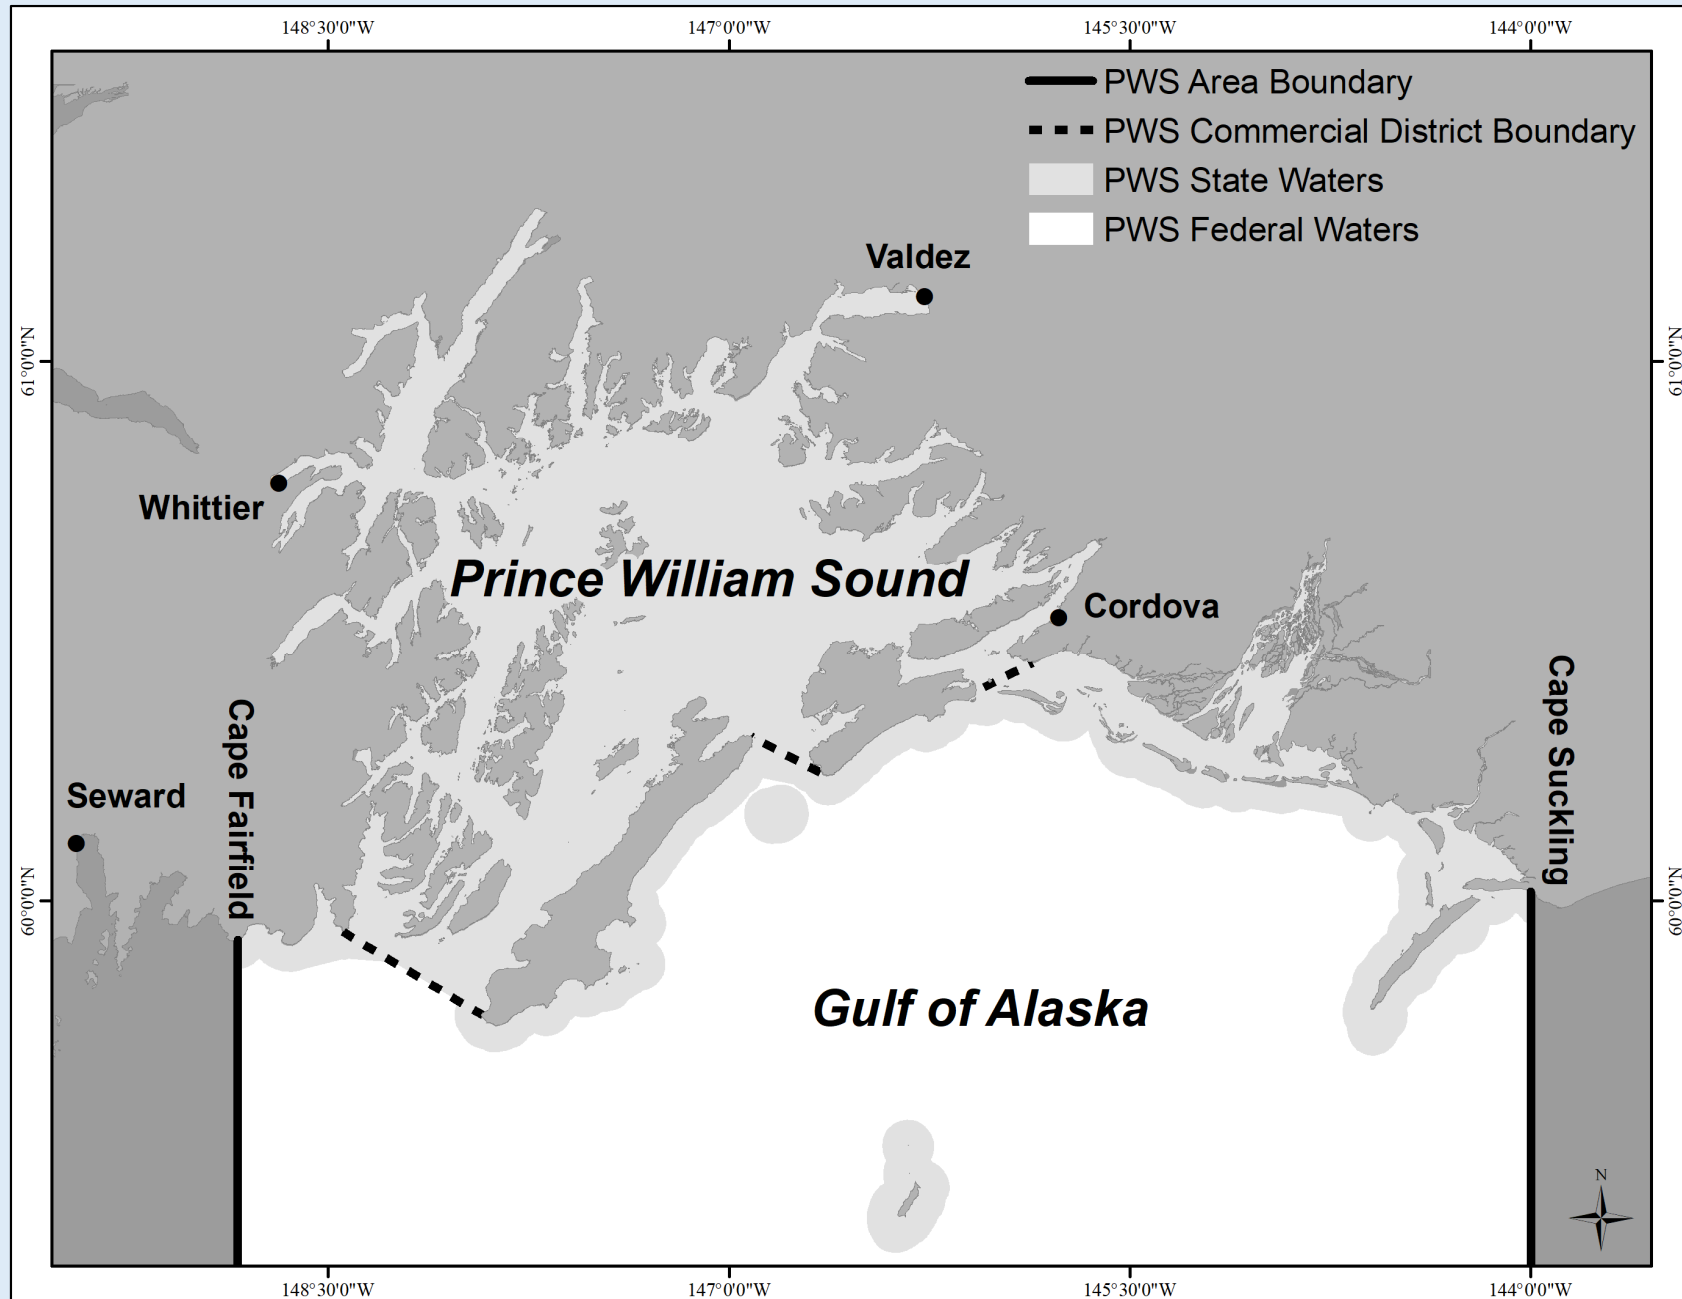 148°30'0"W
147°0'0"W
145°30'0"W
144°0'0"W
PWS Area Boundary
PWS Commercial District Boundary
PWS State Waters
PWS Federal Waters
Valdez
61°0'0"N
61°0'0"N
Whittier
Prince William Sound
Cordova
Cape Fairfield
Cape Suckling
Seward
60°0'0"N
60°0'0"N
Gulf of Alaska
N
148°30'0"W
147°0'0"W
145°30'0"W
144°0'0"W